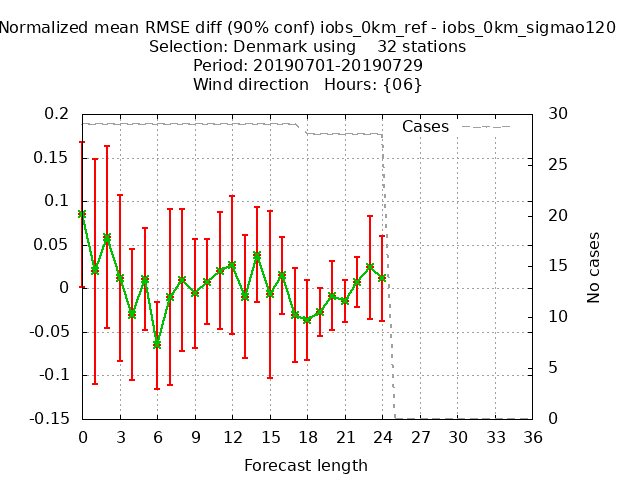 Normalized mean RMSE diff (90% conf) iobs_0km_ref - iobs_0km_sigmao120
Selection: Denmark using 32 stations
Period: 20190701-20190729
Wind direction Hours: {06}
Cases
0.2
0.15
0.1
0.05
0
-0.05
-0.1
-0.15
30
25
20
15
10
5
0
No cases
0 3 6 9 12 15 18 21 24 27 30 33 36
Forecast length